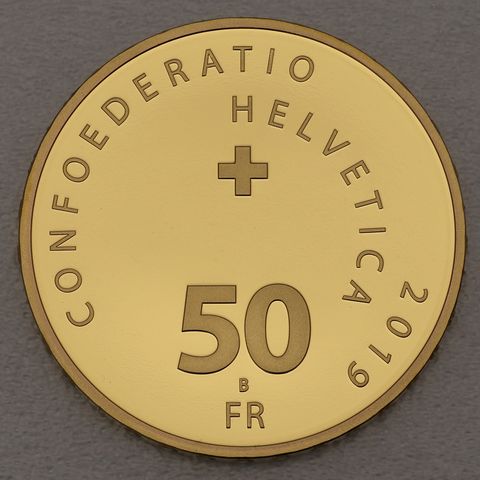 CONFOEDERATIO
HELVETICA 2019
50
B
FR